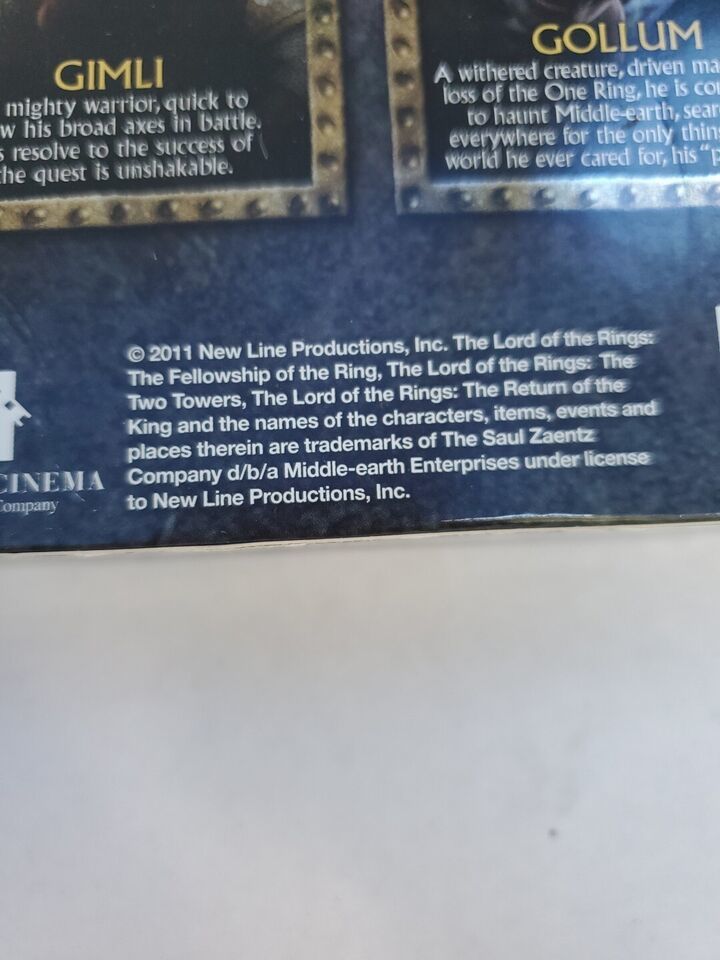 GIMLI
mighty warrior, quick to
his broad axes in battle.
resolve to the success of
the quest is unshakable.
GOLLUM
A withered creature, driven
loss of the One Ring, he is
to haunt Middle-earth,
everywhere for the only
world he ever cared for, his
© 2011 New Line Productions, Inc. The Lord of the Rings:
The Fellowship of the Ring, The Lord of the Rings: The
Two Towers, The Lord of the Rings: The Return of the
King and the names of the characters, items, events and
places therein are trademarks of The Saul Zaentz
Company d/b/a Middle-earth Enterprises under license
to New Line Productions, Inc.
CINEMA
Company